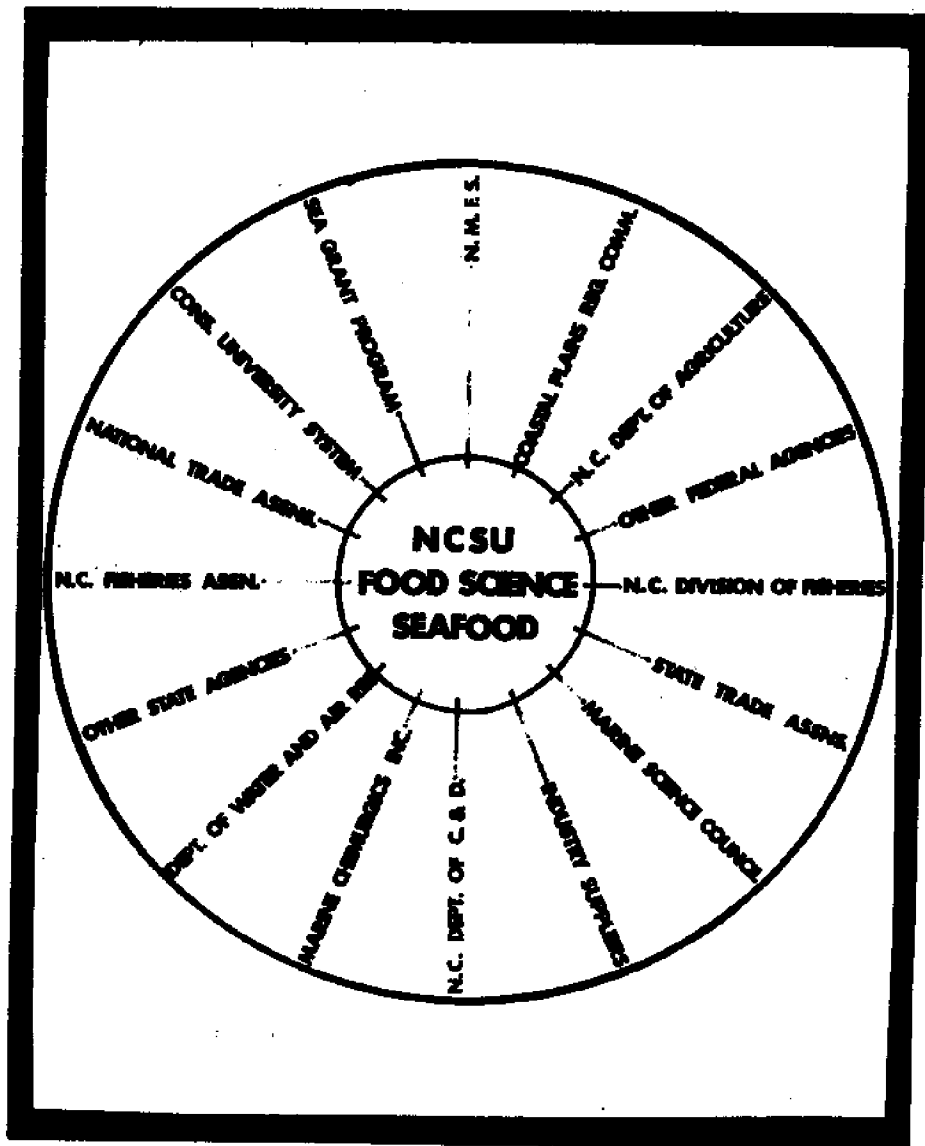 NCSU
FOOD SCIENCE
SEAFOOD
N.M.F.S.
COASTAL PLAINS REG. COMM.
N.C. DEPT. OF AGRICULTURE
OTHER FEDERAL AGENCIES
N.C. DIVISION OF FISHERIES
STATE TRADE ASSNS.
MARINE SCIENCE COUNCIL
INDUSTRY SUPPLIERS
N.C. DEPT. OF C. & D.
MARINE CHEMURGICS INC.
DEPT. OF WATER AND AIR RES.
OTHER STATE AGENCIES
N.C. FISHERIES ASSN.
NATIONAL TRADE ASSNS.
CONS. UNIVERSITY SYSTEM
SEA GRANT PROGRAM